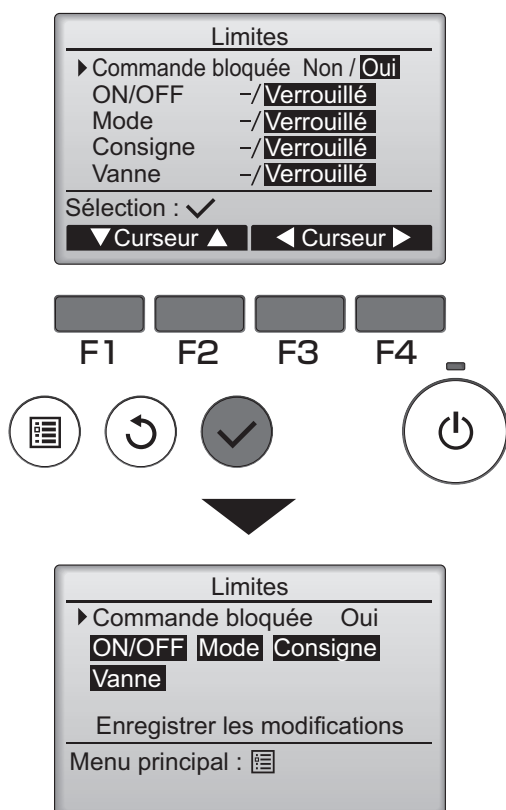 Limites
Commande bloquée Non / Oui
ON/OFF –/ Verrouillé
Mode –/ Verrouillé
Consigne –/ Verrouillé
Vanne –/ Verrouillé
Sélection : ✓
▼ Curseur ▲ ◀ Curseur ▶
F1 F2 F3 F4
Limites
Commande bloquée Oui
ON/OFF Mode Consigne
Vanne
Enregistrer les modifications
Menu principal :